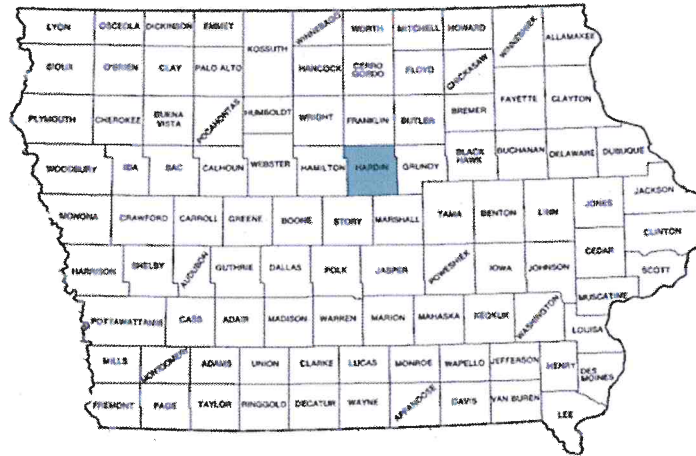 LYON OSCEOLA DICKINSON EMMET KOSSUTH WINNEBAGO WORTH MITCHELL HOWARD WINNESHIEK ALLAMAKEE
SIOUX O'BRIEN CLAY PALO ALTO HANCOCK CERRO GORDO FLOYD CHICKASAW
PLYMOUTH CHEROKEE BUENA VISTA POCAHONTAS HUMBOLDT WRIGHT FRANKLIN BUTLER BREMER FAYETTE CLAYTON
WOODBURY IDA SAC CALHOUN WEBSTER HAMILTON HARDIN GRUNDY BLACK HAWK BUCHANAN DELAWARE DUBUQUE
MONONA CRAWFORD CARROLL GREENE BOONE STORY MARSHALL TAMA BENTON LINN JONES JACKSON
CLINTON
HARRISON SHELBY AUDUBON GUTHRIE DALLAS POLK JASPER POWESHIEK IOWA JOHNSON CEDAR SCOTT
MUSCATINE
POTTAWATTAMIE CASS ADAIR MADISON WARREN MARION MAHASKA KEOKUK WASHINGTON LOUISA
MILLS MONTGOMERY ADAMS UNION CLARKE LUCAS MONROE WAPELLO JEFFERSON HENRY DES MOINES
FREMONT PAGE TAYLOR RINGGOLD DECATUR WAYNE APPANOOSE DAVIS VAN BUREN LEE